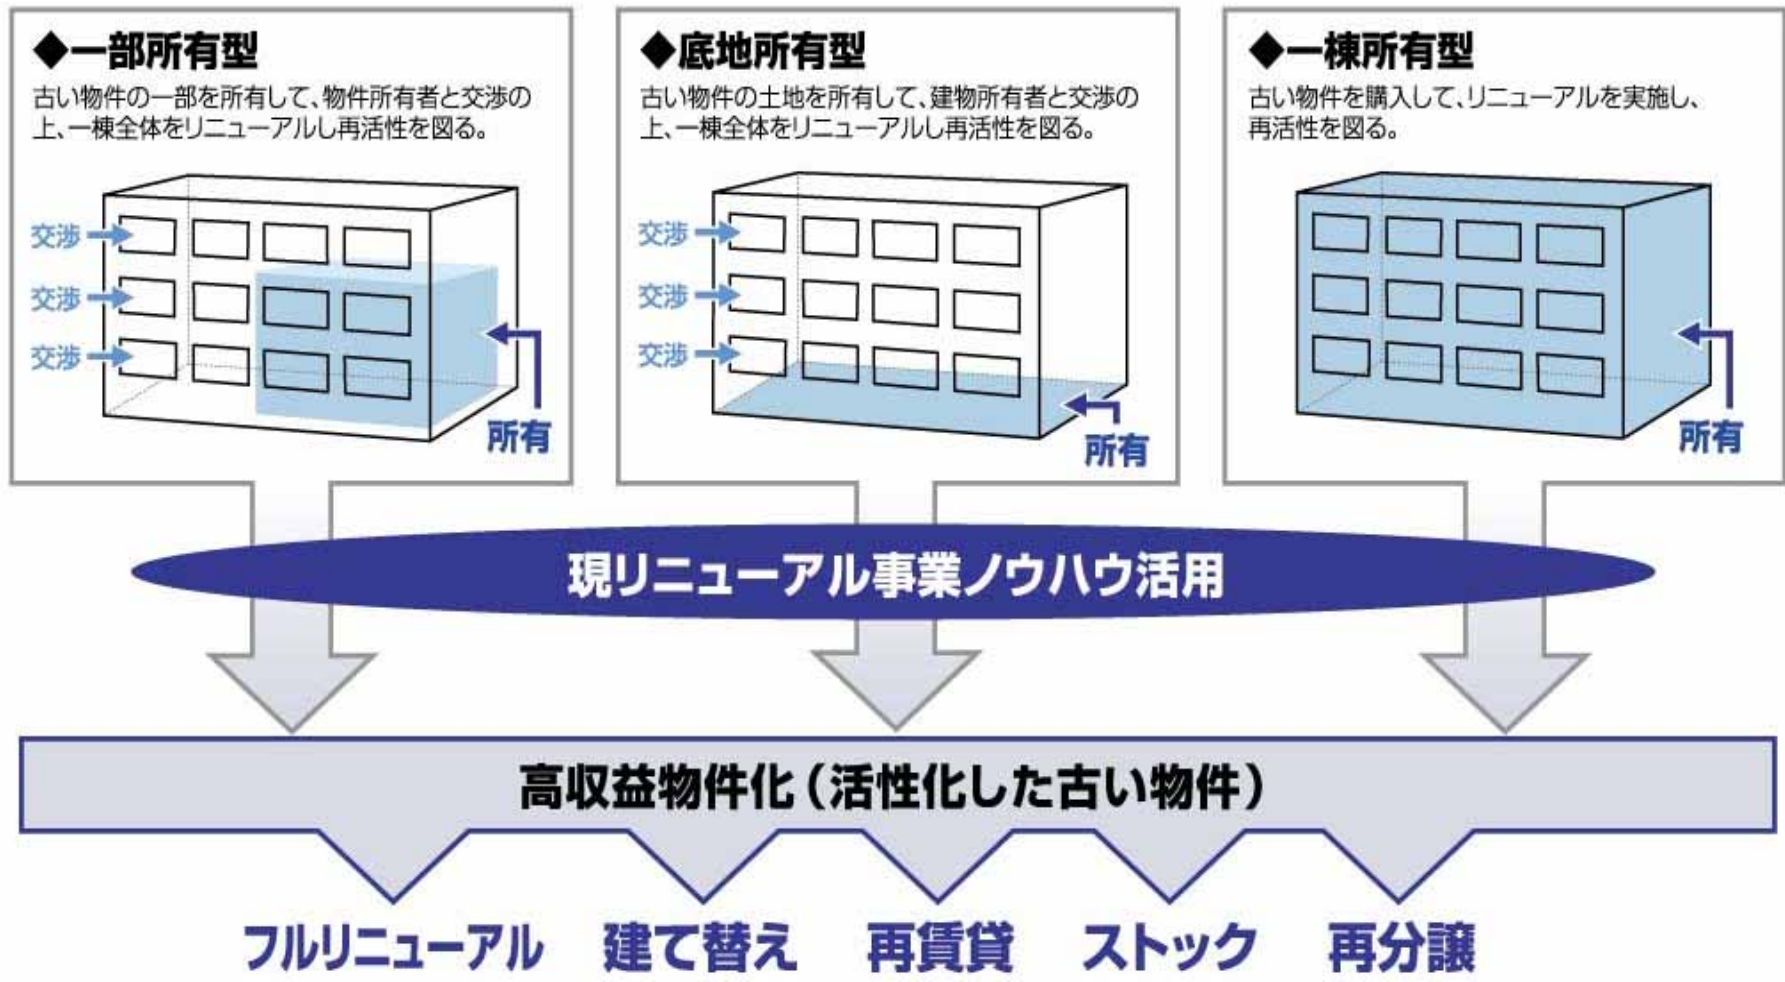 ◆一部所有型
古い物件の一部を所有して、物件所有者と交渉の
上、一棟全体をリニューアルし再活性を図る。
交渉
交渉
交渉
所有
◆底地所有型
古い物件の土地を所有して、建物所有者と交渉の
上、一棟全体をリニューアルし再活性を図る。
交渉
交渉
交渉
所有
◆一棟所有型
古い物件を購入して、リニューアルを実施し、
再活性を図る。
所有
現リニューアル事業ノウハウ活用
高収益物件化（活性化した古い物件）
フルリニューアル
建て替え
再賃貸
ストック
再分譲